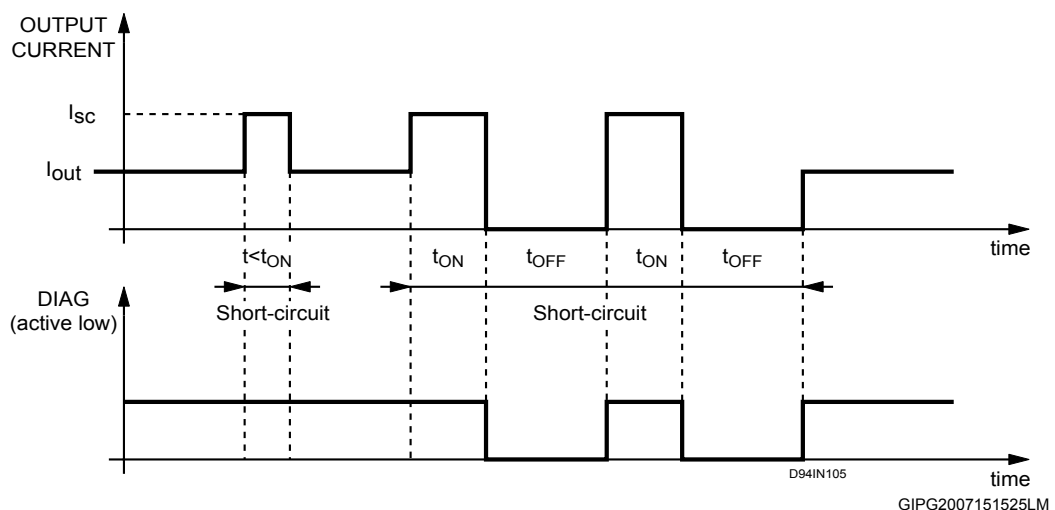 OUTPUT
CURRENT
Isc
Iout
time
t<tON
tON
tOFF
tON
tOFF
DIAG
(active low)
Short-circuit
Short-circuit
D94IN105
time
GIPG2007151525LM